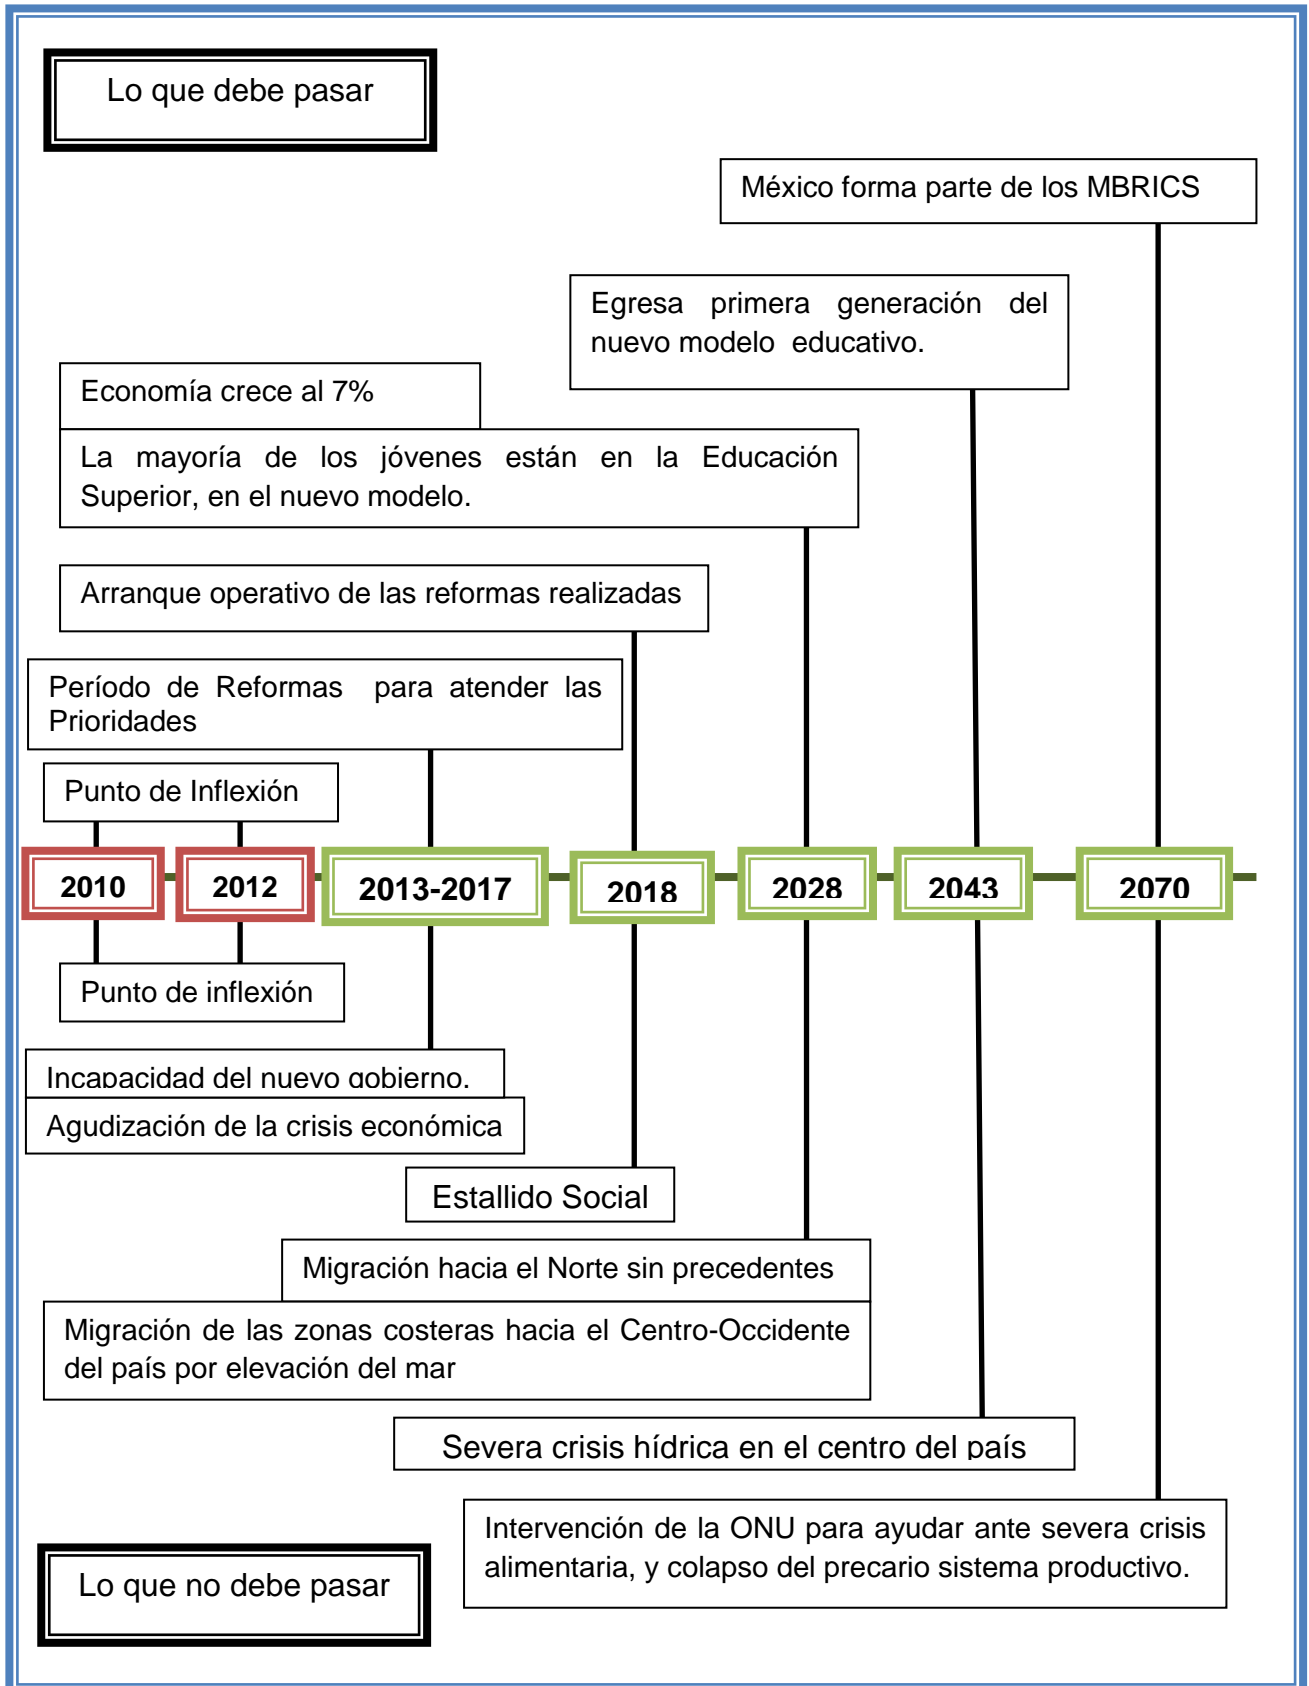 Lo que debe pasar
México forma parte de los MBRICS
Egresa primera generación del
nuevo modelo educativo.
Economía crece al 7%
La mayoría de los jóvenes están en la Educación
Superior, en el nuevo modelo.
Arranque operativo de las reformas realizadas
Período de Reformas para atender las
Prioridades
Punto de Inflexión
2010
2012
2013-2017
2018
2028
2043
2070
Punto de inflexión
Incapacidad del nuevo gobierno.
Agudización de la crisis económica
Estallido Social
Migración hacia el Norte sin precedentes
Migración de las zonas costeras hacia el Centro-Occidente
del país por elevación del mar
Severa crisis hídrica en el centro del país
Intervención de la ONU para ayudar ante severa crisis
alimentaria, y colapso del precario sistema productivo.
Lo que no debe pasar